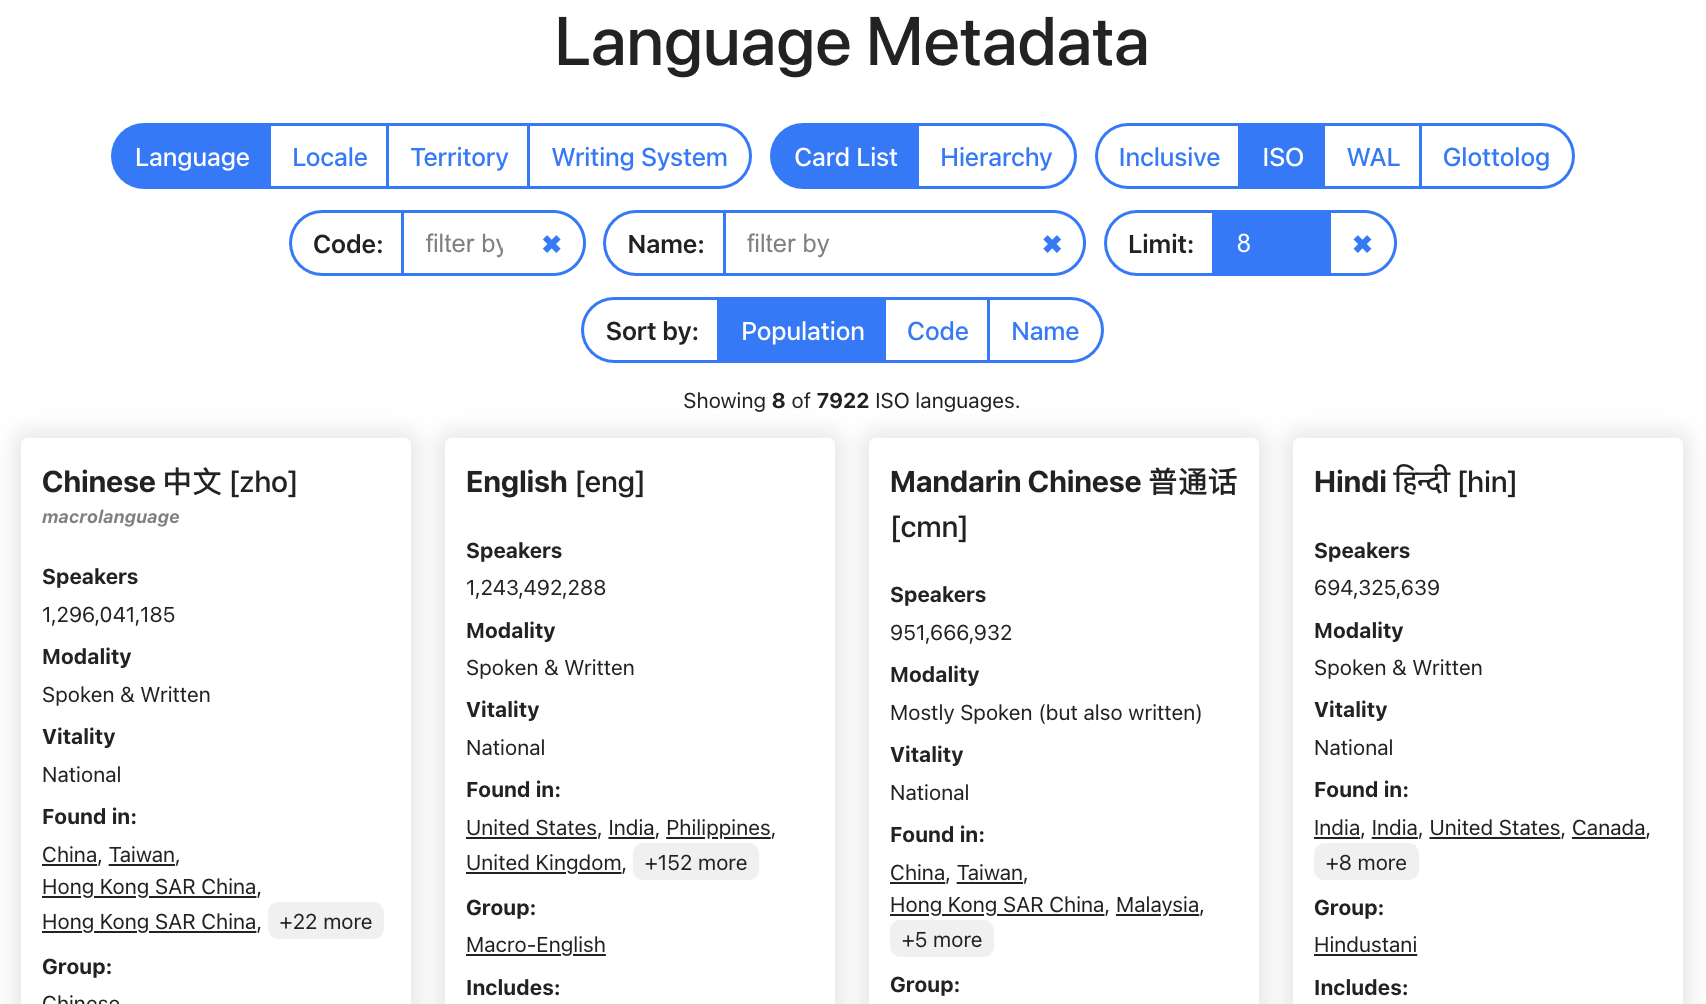 Language Metadata
Language Locale Territory Writing System Card List Hierarchy Inclusive ISO WAL Glottolog
Code: filter by ✖ Name: filter by ✖ Limit: 8 ✖
Sort by: Population Code Name
Showing 8 of 7922 ISO languages.
Chinese 中文 [zho]
macrolanguage
Speakers
1,296,041,185
Modality
Spoken & Written
Vitality
National
Found in:
China, Taiwan,
Hong Kong SAR China,
Hong Kong SAR China, +22 more
Group:
Chinese
English [eng]
Speakers
1,243,492,288
Modality
Spoken & Written
Vitality
National
Found in:
United States, India, Philippines,
United Kingdom, +152 more
Group:
Macro-English
Includes:
Mandarin Chinese 普通话
[cmn]
Speakers
951,666,932
Modality
Mostly Spoken (but also written)
Vitality
National
Found in:
China, Taiwan,
Hong Kong SAR China, Malaysia,
+5 more
Group:
Hindi हिन्दी [hin]
Speakers
694,325,639
Modality
Spoken & Written
Vitality
National
Found in:
India, India, United States, Canada,
+8 more
Group:
Hindustani
Includes: